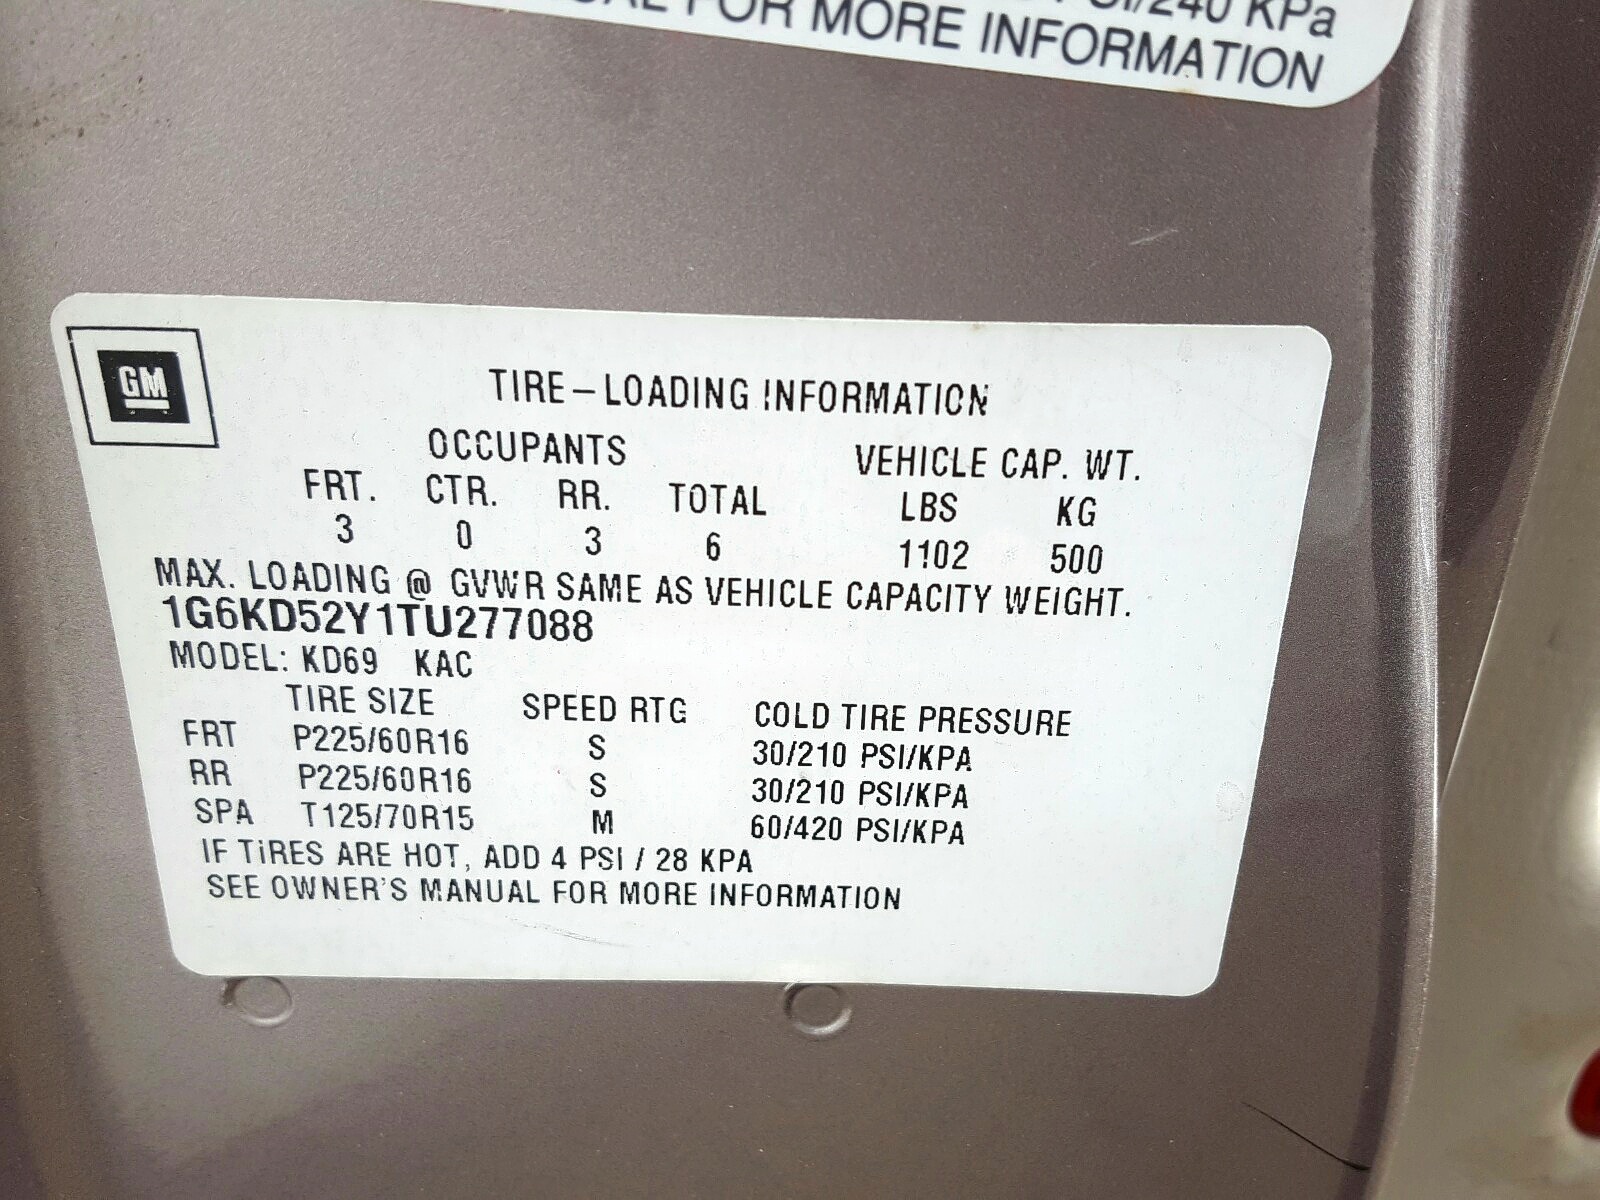 PSI/240 KPa
FOR MORE INFORMATION
GM
TIRE–LOADING INFORMATION
OCCUPANTS VEHICLE CAP. WT.
FRT. CTR. RR. TOTAL LBS KG
3 0 3 6 1102 500
MAX. LOADING @ GVWR SAME AS VEHICLE CAPACITY WEIGHT.
1G6KD52Y1TU277088
MODEL: KD69 KAC
TIRE SIZE SPEED RTG COLD TIRE PRESSURE
FRT P225/60R16 S 30/210 PSI/KPA
RR P225/60R16 S 30/210 PSI/KPA
SPA T125/70R15 M 60/420 PSI/KPA
IF TIRES ARE HOT, ADD 4 PSI / 28 KPA
SEE OWNER'S MANUAL FOR MORE INFORMATION